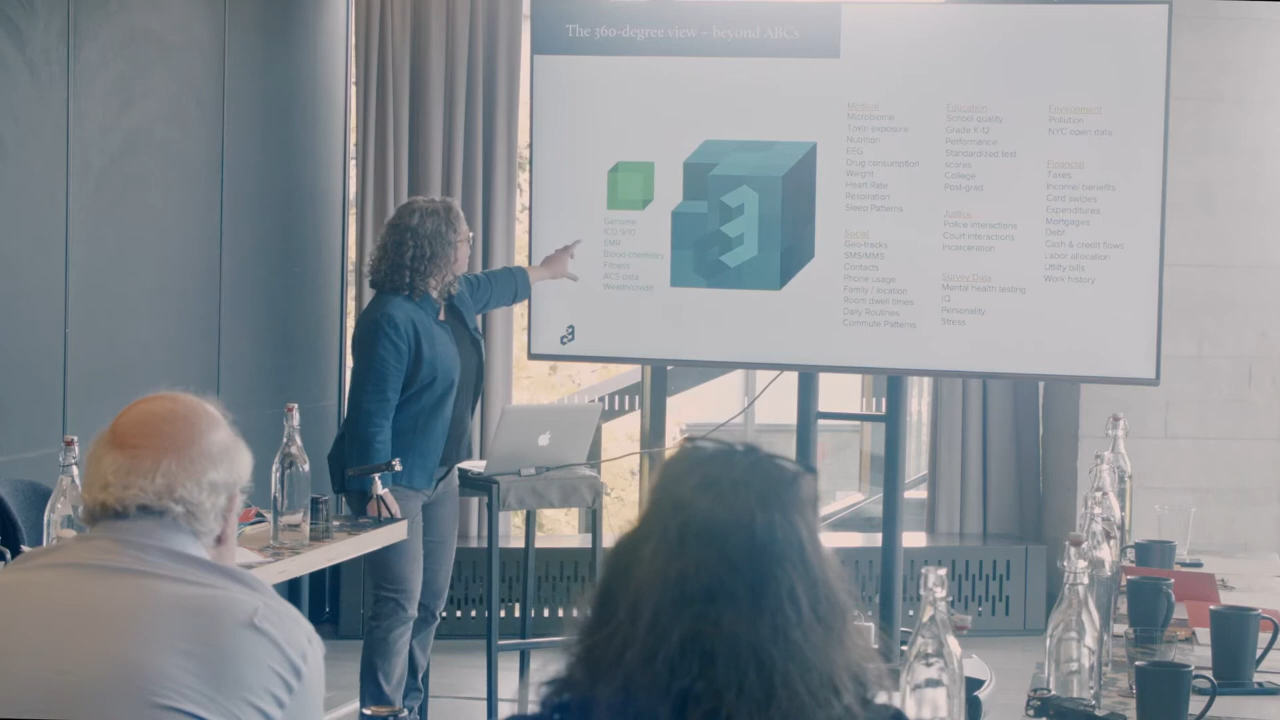 The 360-degree view – beyond ABCs
Genome
ICD 9/10
EMR
Blood chemistry
Fitness
ACS data
Wealth/credit
Medical
Microbiome
Toxin exposure
Nutrition
EEG
Drug consumption
Weight
Heart Rate
Respiration
Sleep Patterns
Social
Geo-tracks
SMS/MMS
Contacts
Phone usage
Family / location
Room dwell times
Daily Routines
Commute Patterns
Education
School quality
Grade K-12
Performance
Standardized test
scores
College
Post-grad
Justice
Police interactions
Court interactions
Incarceration
Survey Data
Mental health testing
IQ
Personality
Stress
Environment
Pollution
NYC open data
Financial
Taxes
Income/ benefits
Card swipes
Expenditures
Mortgages
Debt
Cash & credit flows
Labor allocation
Utility bills
Work history